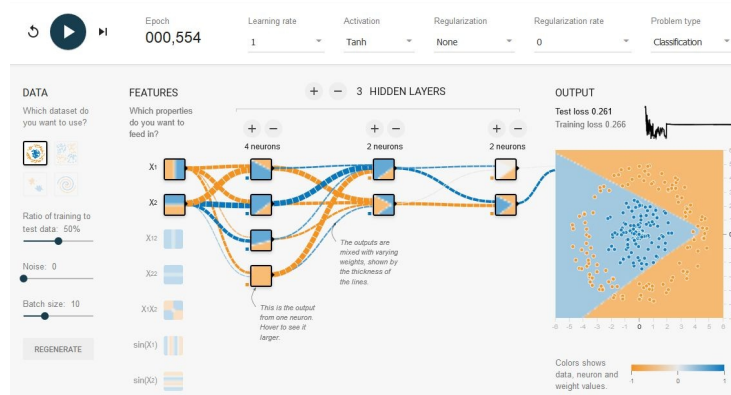 Epoch
000,554
Learning rate
1
Activation
Tanh
Regularization
None
Regularization rate
0
Problem type
Classification
DATA
Which dataset do
you want to use?
Ratio of training to
test data: 50%
Noise: 0
Batch size: 10
REGENERATE
FEATURES
Which properties
do you want to
feed in?
X1
X2
X12
X22
X1X2
sin(X1)
sin(X2)
+ − 3 HIDDEN LAYERS
+ −
4 neurons
+ −
2 neurons
+ −
2 neurons
The outputs are
mixed with varying
weights, shown by
the thickness of
the lines.
This is the output
from one neuron.
Hover to see it
larger.
OUTPUT
Test loss 0.261
Training loss 0.266
-6 -5 -4 -3 -2 -1 0 1 2 3 4 5 6
Colors shows
data, neuron and
weight values.
1 0 1